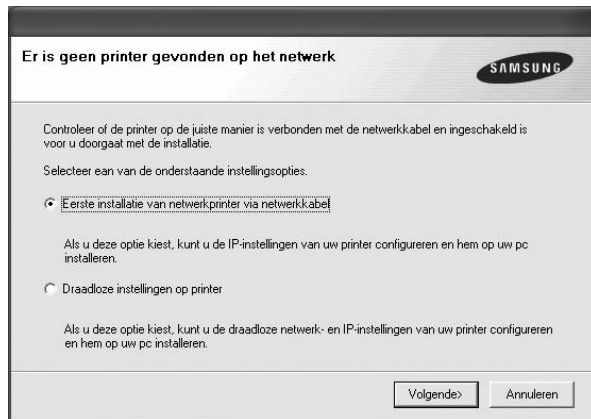 Er is geen printer gevonden op het netwerk
SAMSUNG
Controleer of de printer op de juiste manier is verbonden met de netwerkkabel en ingeschakeld is
voor u doorgaat met de installatie.
Selecteer ean van de onderstaande instellingsopties.
Eerste installatie van netwerkprinter via netwerkkabel
Als u deze optie kiest, kunt u de IP-instellingen van uw printer configureren en hem op uw pc
installeren.
Draadloze instellingen op printer
Als u deze optie kiest, kunt u de draadloze netwerk- en IP-instellingen van uw printer configureren
en hem op uw pc installeren.
Volgende>
Annuleren